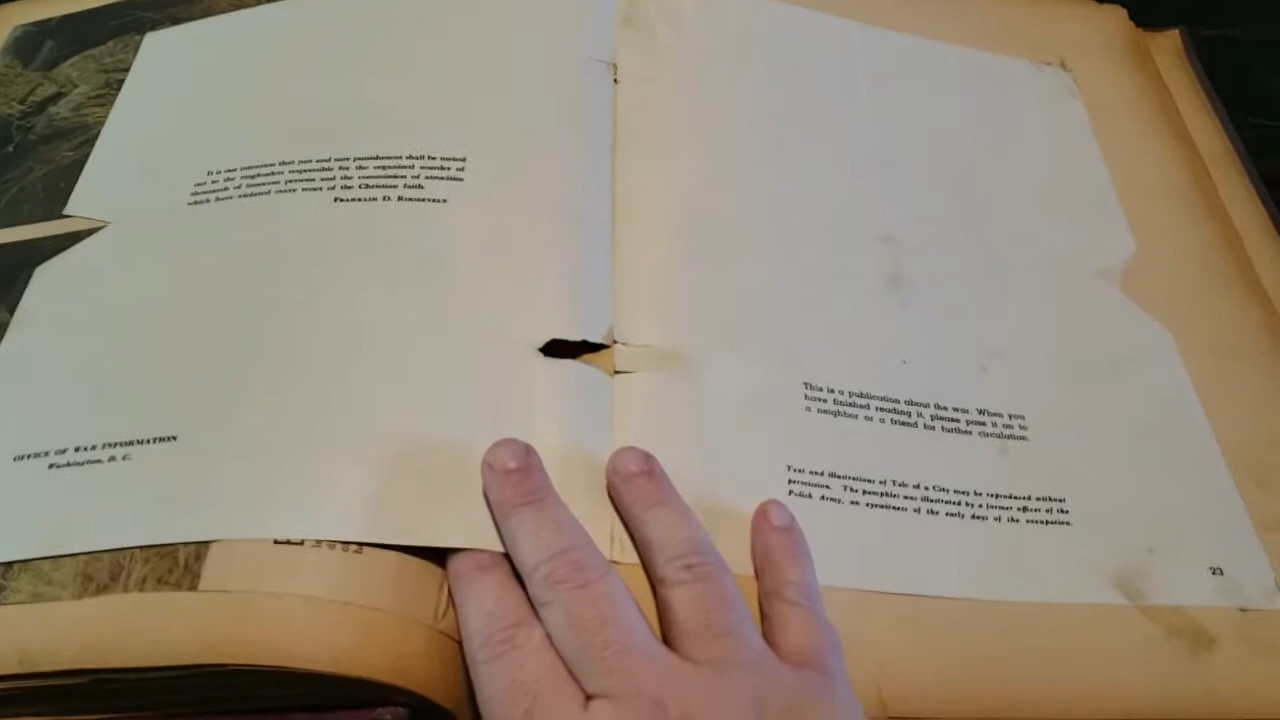 It is our intention that just and sure punishment shall be meted
out to the ringleaders responsible for the organized murder of
thousands of innocent persons and the commission of atrocities
which have violated every tenet of the Christian faith.
FRANKLIN D. ROOSEVELT
OFFICE OF WAR INFORMATION
Washington, D. C.
This is a publication about the war. When you
have finished reading it, please pass it on to
a neighbor or a friend for further circulation.
Text and illustrations of Tale of a City may be reproduced without
permission. The pamphlet was illustrated by a former officer of the
Polish Army, an eyewitness of the early days of the occupation.
23